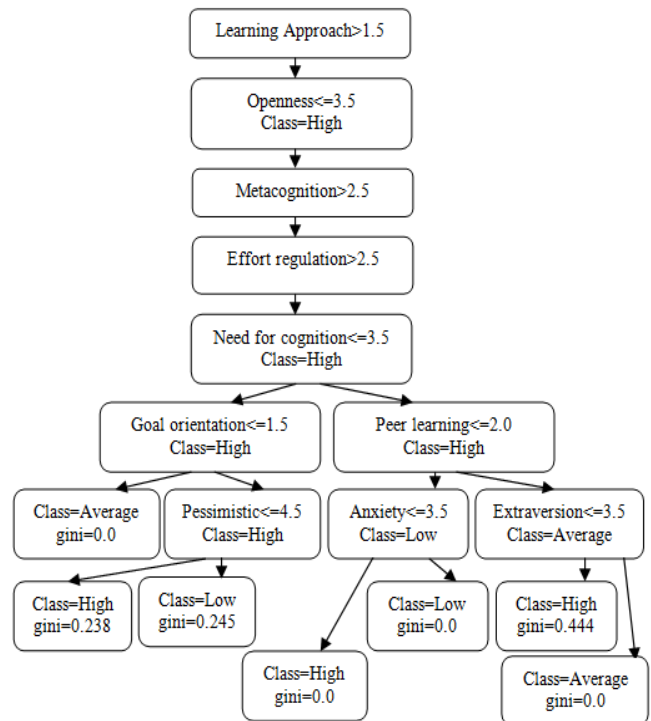 Learning Approach>1.5
Openness<=3.5
Class=High
Metacognition>2.5
Effort regulation>2.5
Need for cognition<=3.5
Class=High
Goal orientation<=1.5
Class=High
Peer learning<=2.0
Class=High
Class=Average
gini=0.0
Pessimistic<=4.5
Class=High
Anxiety<=3.5
Class=Low
Extraversion<=3.5
Class=Average
Class=High
gini=0.238
Class=Low
gini=0.245
Class=High
gini=0.0
Class=Low
gini=0.0
Class=High
gini=0.444
Class=Average
gini=0.0